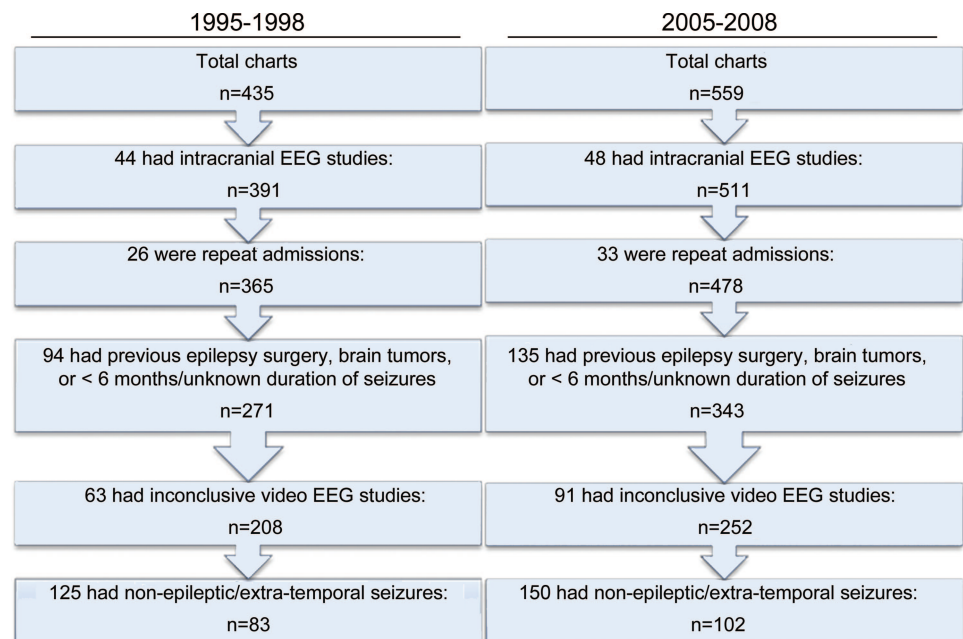 1995-1998
Total charts
n=435
44 had intracranial EEG studies:
n=391
26 were repeat admissions:
n=365
94 had previous epilepsy surgery, brain tumors,
or < 6 months/unknown duration of seizures
n=271
63 had inconclusive video EEG studies:
n=208
125 had non-epileptic/extra-temporal seizures:
n=83
2005-2008
Total charts
n=559
48 had intracranial EEG studies:
n=511
33 were repeat admissions:
n=478
135 had previous epilepsy surgery, brain tumors,
or < 6 months/unknown duration of seizures
n=343
91 had inconclusive video EEG studies:
n=252
150 had non-epileptic/extra-temporal seizures:
n=102